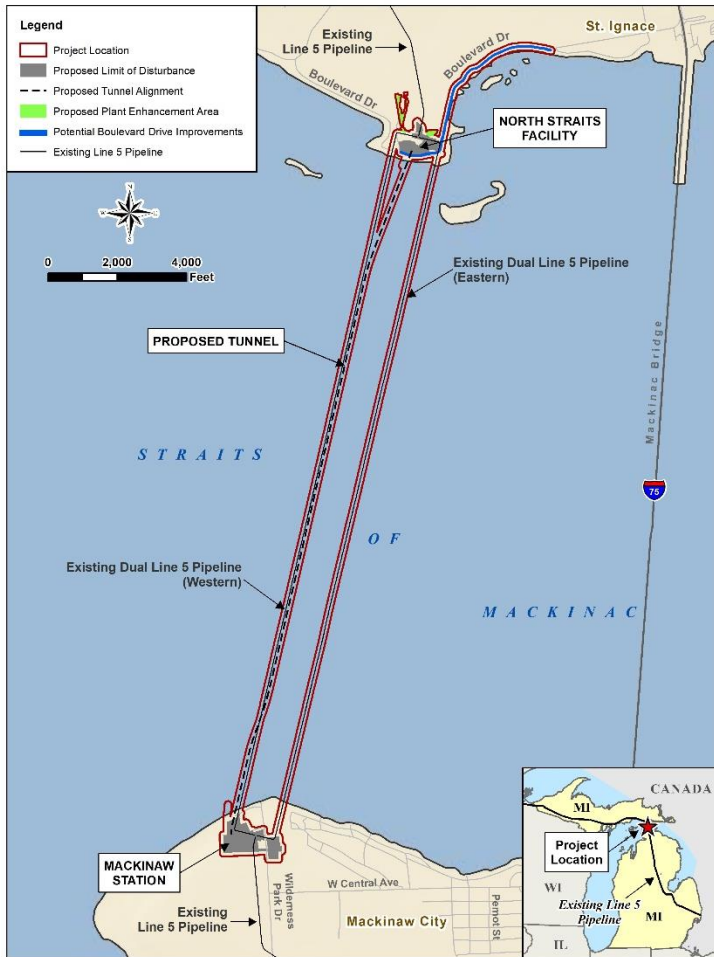 Legend
Project Location
Proposed Limit of Disturbance
Proposed Tunnel Alignment
Proposed Plant Enhancement Area
Potential Boulevard Drive Improvements
Existing Line 5 Pipeline
0 2,000 4,000
Feet
Existing
Line 5 Pipeline
St. Ignace
Boulevard Dr
Boulevard Dr
NORTH STRAITS
FACILITY
Existing Dual Line 5 Pipeline
(Eastern)
PROPOSED TUNNEL
Mackinac Bridge
STRAITS
75
OF
Existing Dual Line 5 Pipeline
(Western)
MACKINAC
MACKINAW
STATION
Existing
Line 5 Pipeline
Wilderness
Park Dr
W Central Ave
Perrot St
Mackinaw City
CANADA
MI
Project
Location
WI
Existing Line 5
Pipeline
MI
IL